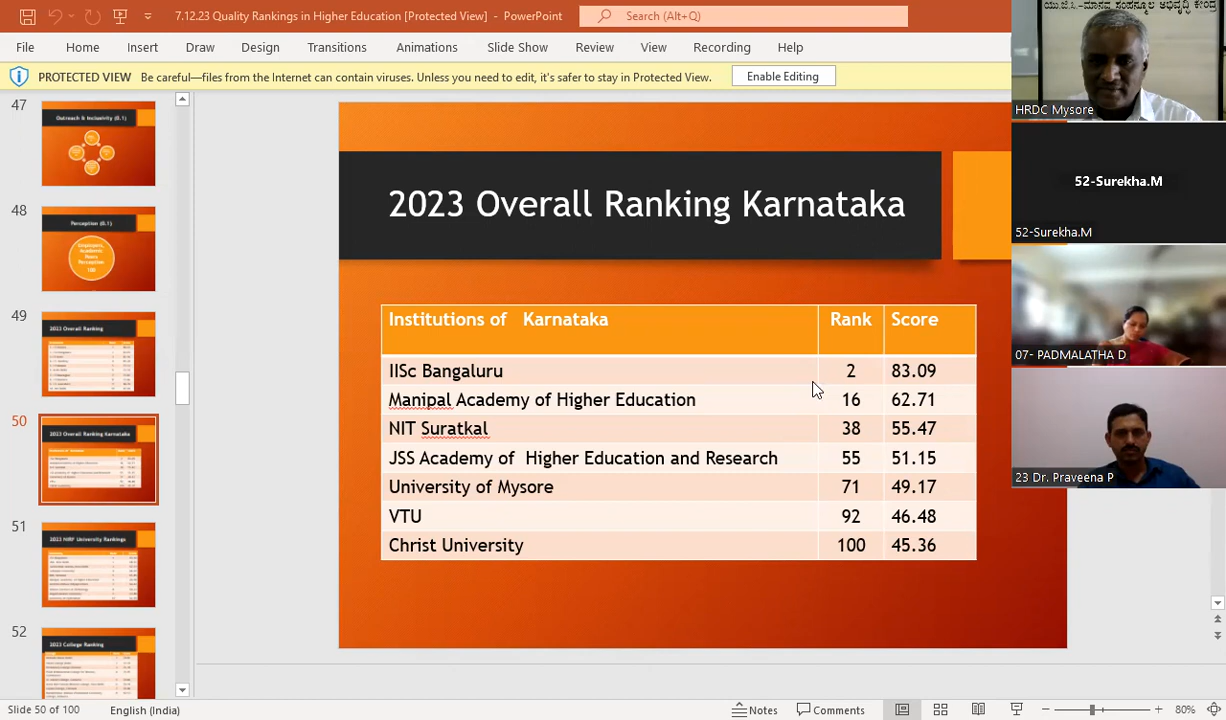 7.12.23 Quality Rankings in Higher Education [Protected View] - PowerPoint
Search (Alt+Q)
File Home Insert Draw Design Transitions Animations Slide Show Review View Recording Help
PROTECTED VIEW Be careful—files from the Internet can contain viruses. Unless you need to edit, it's safer to stay in Protected View. Enable Editing
47
Outreach & Inclusivity (0.1)
48
Perception (0.1)
49
2023 Overall Ranking
50
2023 Overall Ranking Karnataka
51
2023 NIRF University Rankings
52
2023 College Ranking
2023 Overall Ranking Karnataka
Institutions of Karnataka Rank Score
IISc Bangaluru 2 83.09
Manipal Academy of Higher Education 16 62.71
NIT Suratkal 38 55.47
JSS Academy of Higher Education and Research 55 51.15
University of Mysore 71 49.17
VTU 92 46.48
Christ University 100 45.36
ಯು.ಜಿ.ಸಿ-ಮಾನವ ಸಂಪನ್ಮೂಲ ಅಭಿವೃದ್ಧಿ ಕೇಂದ್ರ
HRDC Mysore
52-Surekha.M
52-Surekha.M
07- PADMALATHA D
23 Dr. Praveena P
Slide 50 of 100 English (India) Notes Comments 80%